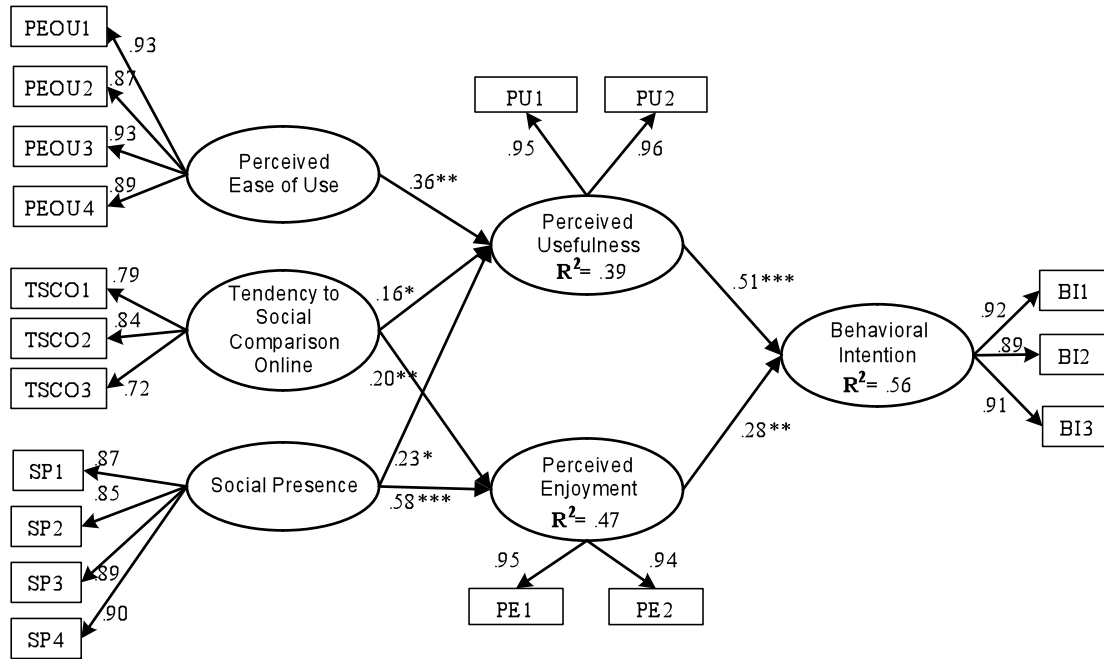 PEOU1
.93
PEOU2
.87
PEOU3
.93
PEOU4
.89
Perceived
Ease of Use
.36**
PU1
PU2
.95
.96
Perceived
Usefulness
R²= .39
TSCO1
.79
TSCO2
.84
TSCO3
.72
Tendency to
Social
Comparison
Online
.16*
.20**
.51***
Behavioral
Intention
R²= .56
.92
BI1
.89
BI2
.91
BI3
SP1
.87
SP2
.85
SP3
.89
SP4
.90
Social Presence
.23*
.58***
Perceived
Enjoyment
R²= .47
.28**
.95
.94
PE1
PE2